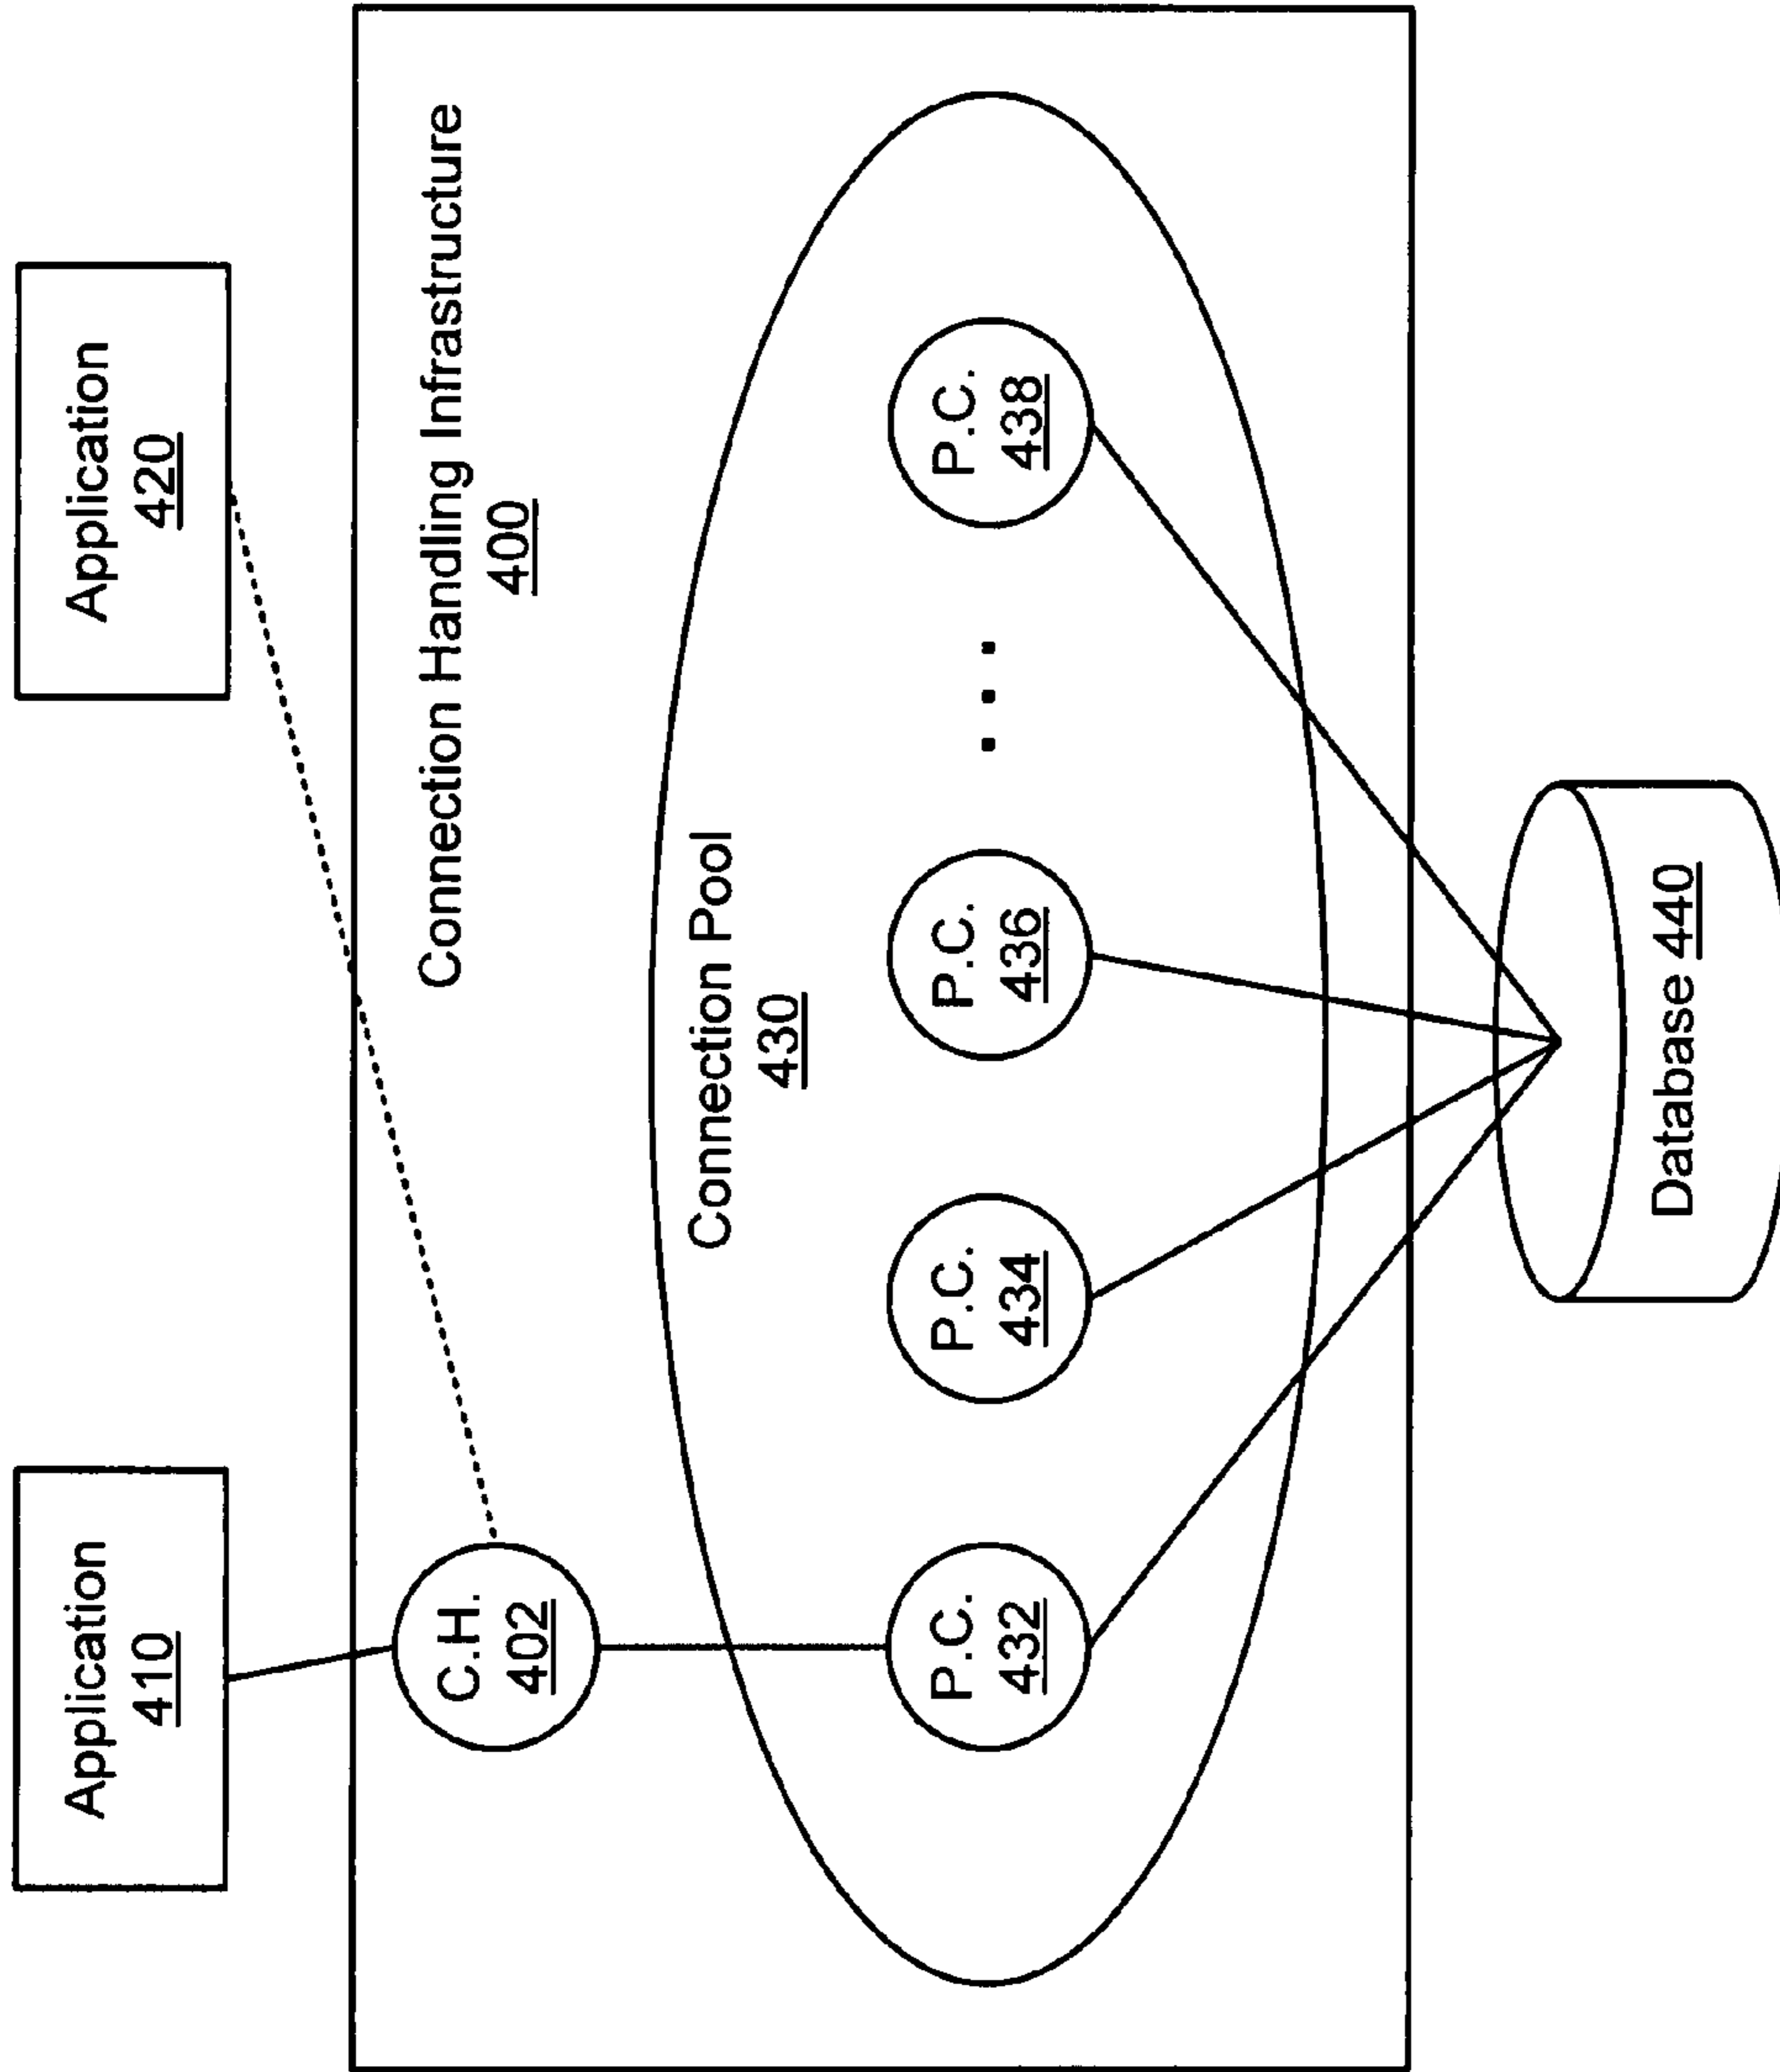 Application
410
Application
420
Connection Handling Infrastructure
400
C.H.
402
Connection Pool
430
P.C.
432
P.C.
434
P.C.
436
. . .
P.C.
438
Database 440